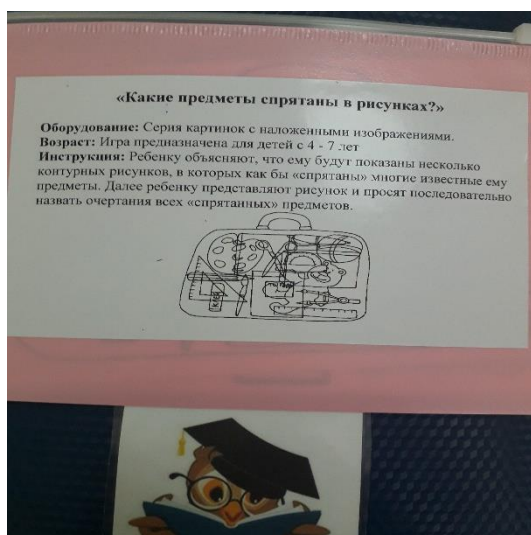 «Какие предметы спрятаны в рисунках?»
Оборудование: Серия картинок с наложенными изображениями.
Возраст: Игра предназначена для детей с 4 - 7 лет
Инструкция: Ребенку объясняют, что ему будут показаны несколько
контурных рисунков, в которых как бы «спрятаны» многие известные ему
предметы. Далее ребенку представляют рисунок и просят последовательно
назвать очертания всех «спрятанных» предметов.